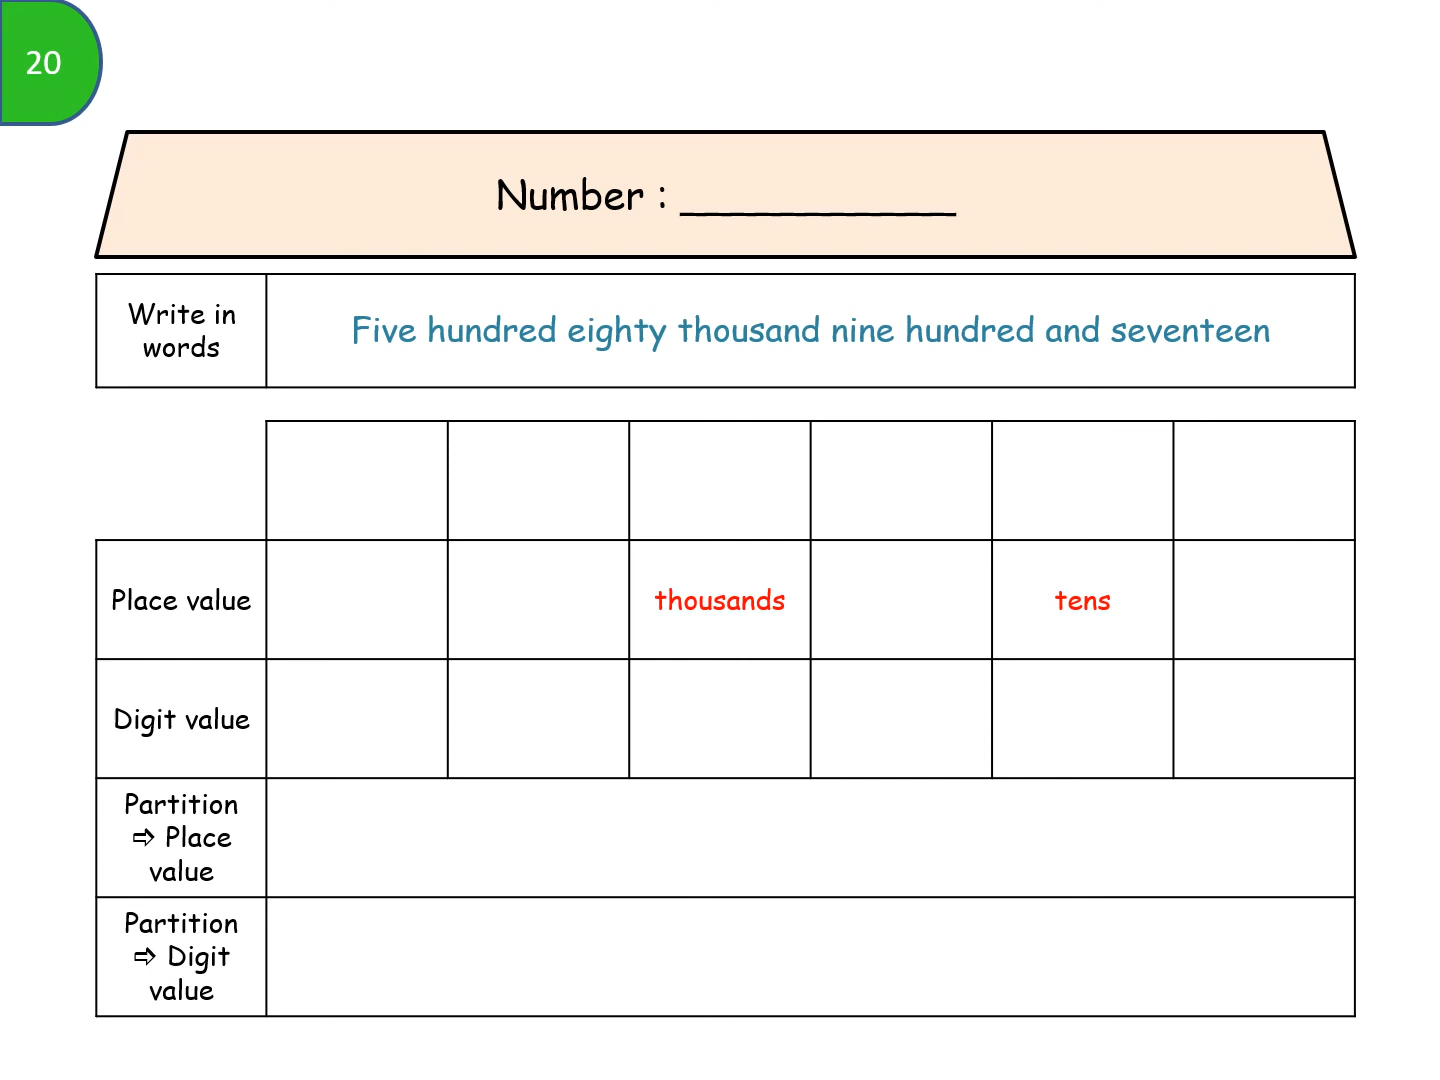 20
Number : ____________
Write in
words
Five hundred eighty thousand nine hundred and seventeen
Place value
thousands
tens
Digit value
Partition
⇨ Place
value
Partition
⇨ Digit
value